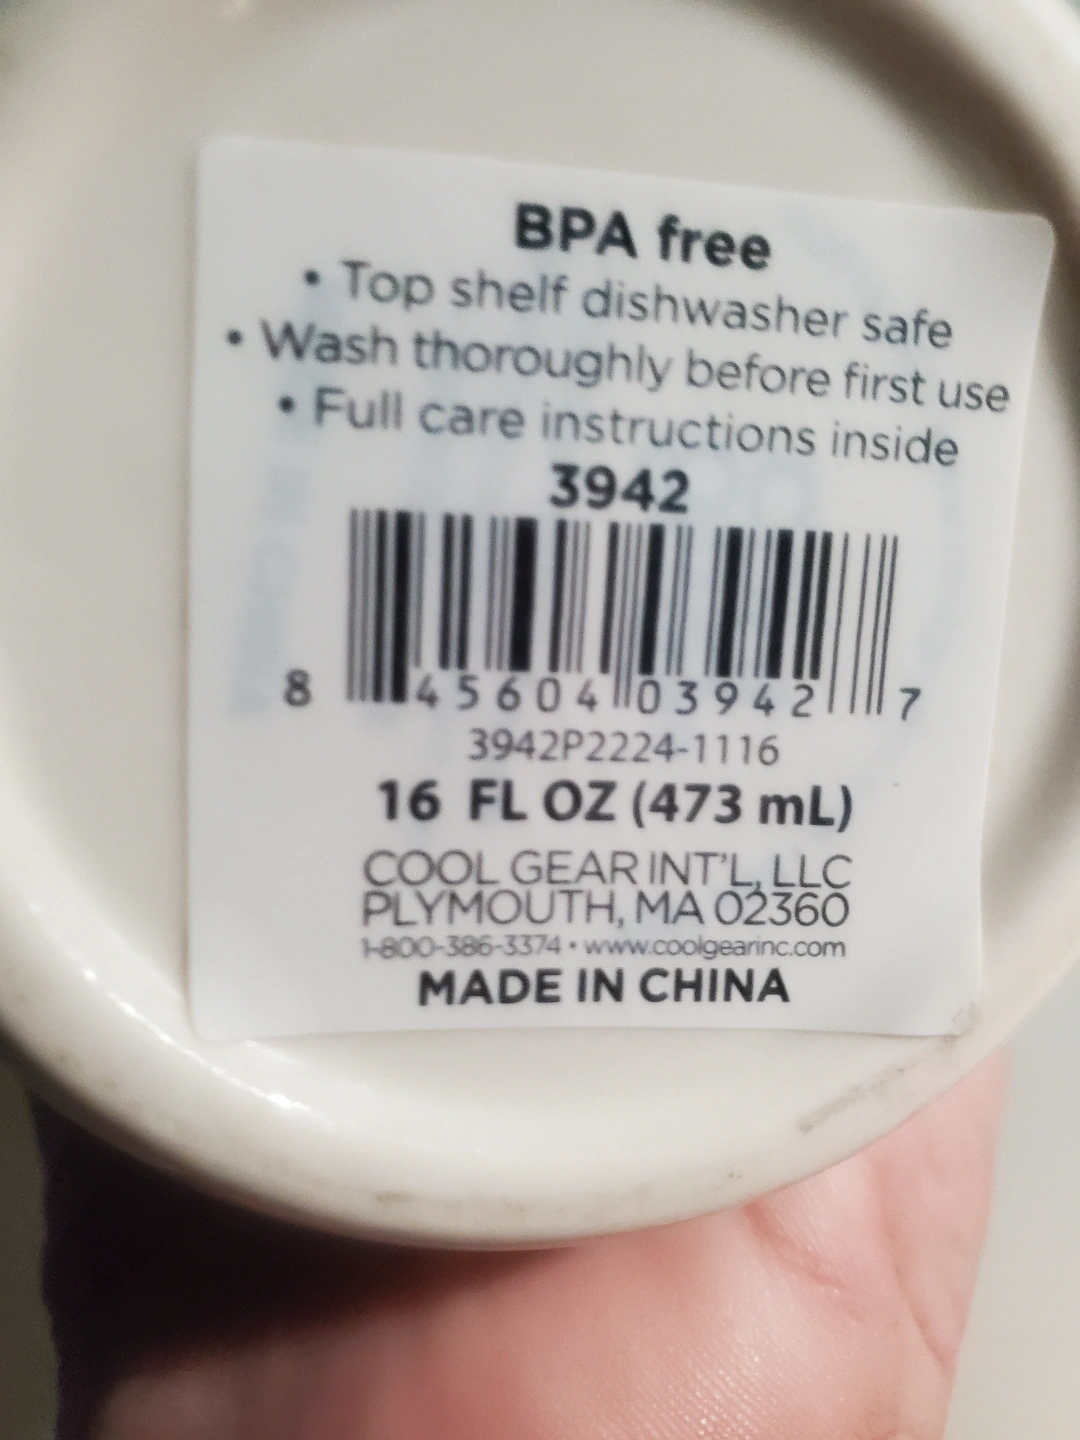 BPA free
• Top shelf dishwasher safe
• Wash thoroughly before first use
• Full care instructions inside
3942
8 45604 03942 7
3942P2224-1116
16 FL OZ (473 mL)
COOL GEAR INT'L, LLC
PLYMOUTH, MA 02360
1-800-386-3374 • www.coolgearinc.com
MADE IN CHINA